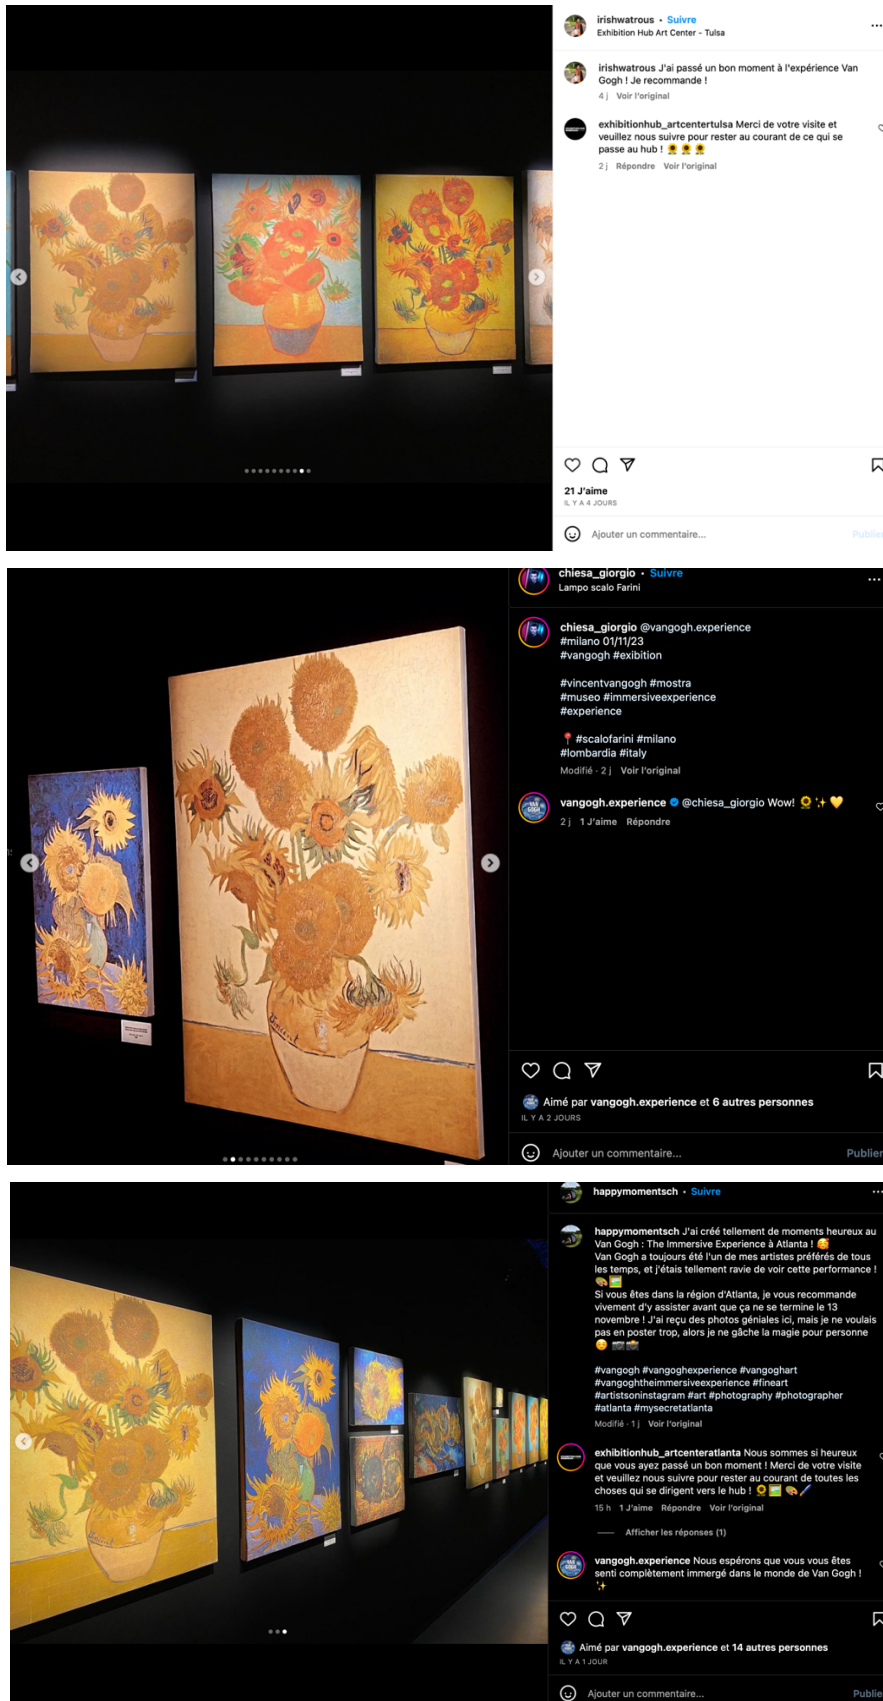 irishwatrous • Suivre
Exhibition Hub Art Center - Tulsa
irishwatrous J'ai passé un bon moment à l'expérience Van
Gogh ! Je recommande !
4 j Voir l'original
exhibitionhub_artcentertulsa Merci de votre visite et
veuillez nous suivre pour rester au courant de ce qui se
passe au hub ! 🌻 🌻 🌻
2 j Répondre Voir l'original
21 J'aime
IL Y A 4 JOURS
Ajouter un commentaire...
Publier
chiesa_giorgio • Suivre
Lampo scalo Farini
chiesa_giorgio @vangogh.experience
#milano 01/11/23
#vangogh #exibition
#vincentvangogh #mostra
#museo #immersiveexperience
#experience
📍 #scalofarini #milano
#lombardia #italy
Modifié · 2 j Voir l'original
vangogh.experience @chiesa_giorgio Wow! 🌻 ✨ 💛
2 j 1 J'aime Répondre
Vincent
Aimé par vangogh.experience et 6 autres personnes
IL Y A 2 JOURS
Ajouter un commentaire...
Publier
happymomentsch • Suivre
happymomentsch J'ai créé tellement de moments heureux au
Van Gogh : The Immersive Experience à Atlanta ! 🥰
Van Gogh a toujours été l'un de mes artistes préférés de tous
les temps, et j'étais tellement ravie de voir cette performance !
🎨 🖼️
Si vous êtes dans la région d'Atlanta, je vous recommande
vivement d'y assister avant que ça ne se termine le 13
novembre ! J'ai reçu des photos géniales ici, mais je ne voulais
pas en poster trop, alors je ne gâche la magie pour personne
☺️ 📷 📸
#vangogh #vangoghexperience #vangoghart
#vangoghtheimmersiveexperience #fineart
#artistsoninstagram #art #photography #photographer
#atlanta #mysecretatlanta
Modifié · 1 j Voir l'original
exhibitionhub_artcenteratlanta Nous sommes si heureux
que vous ayez passé un bon moment ! Merci de votre visite
et veuillez nous suivre pour rester au courant de toutes les
choses qui se dirigent vers le hub ! 🌻 🖼️ 🎨 🖌️
15 h 1 J'aime Répondre Voir l'original
Afficher les réponses (1)
vangogh.experience Nous espérons que vous vous êtes
senti complètement immergé dans le monde de Van Gogh !
✨
Vincent
Aimé par vangogh.experience et 14 autres personnes
IL Y A 1 JOUR
Ajouter un commentaire...
Publie